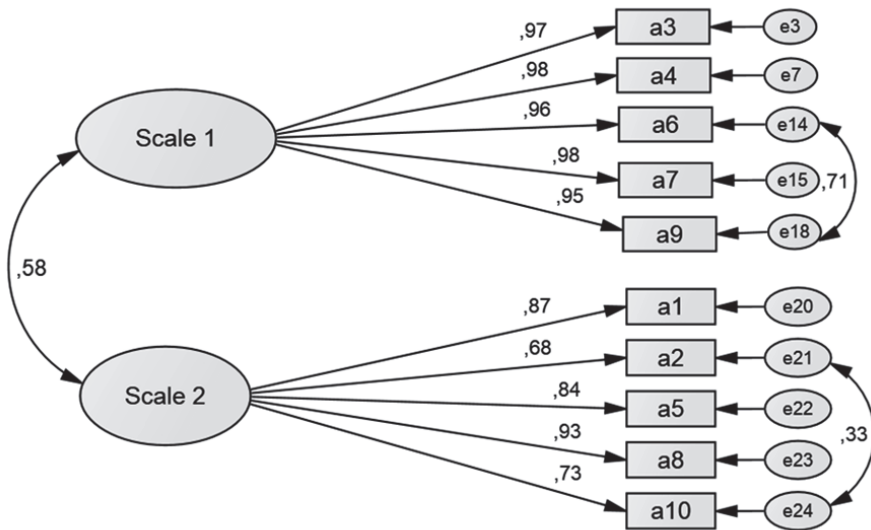 ,97 a3 e3
,98 a4 e7
Scale 1 ,96 a6 e14
,98 a7 e15 ,71
,95 a9 e18
,58
,87 a1 e20
,68 a2 e21
Scale 2 ,84 a5 e22
,93 a8 e23 ,33
,73 a10 e24